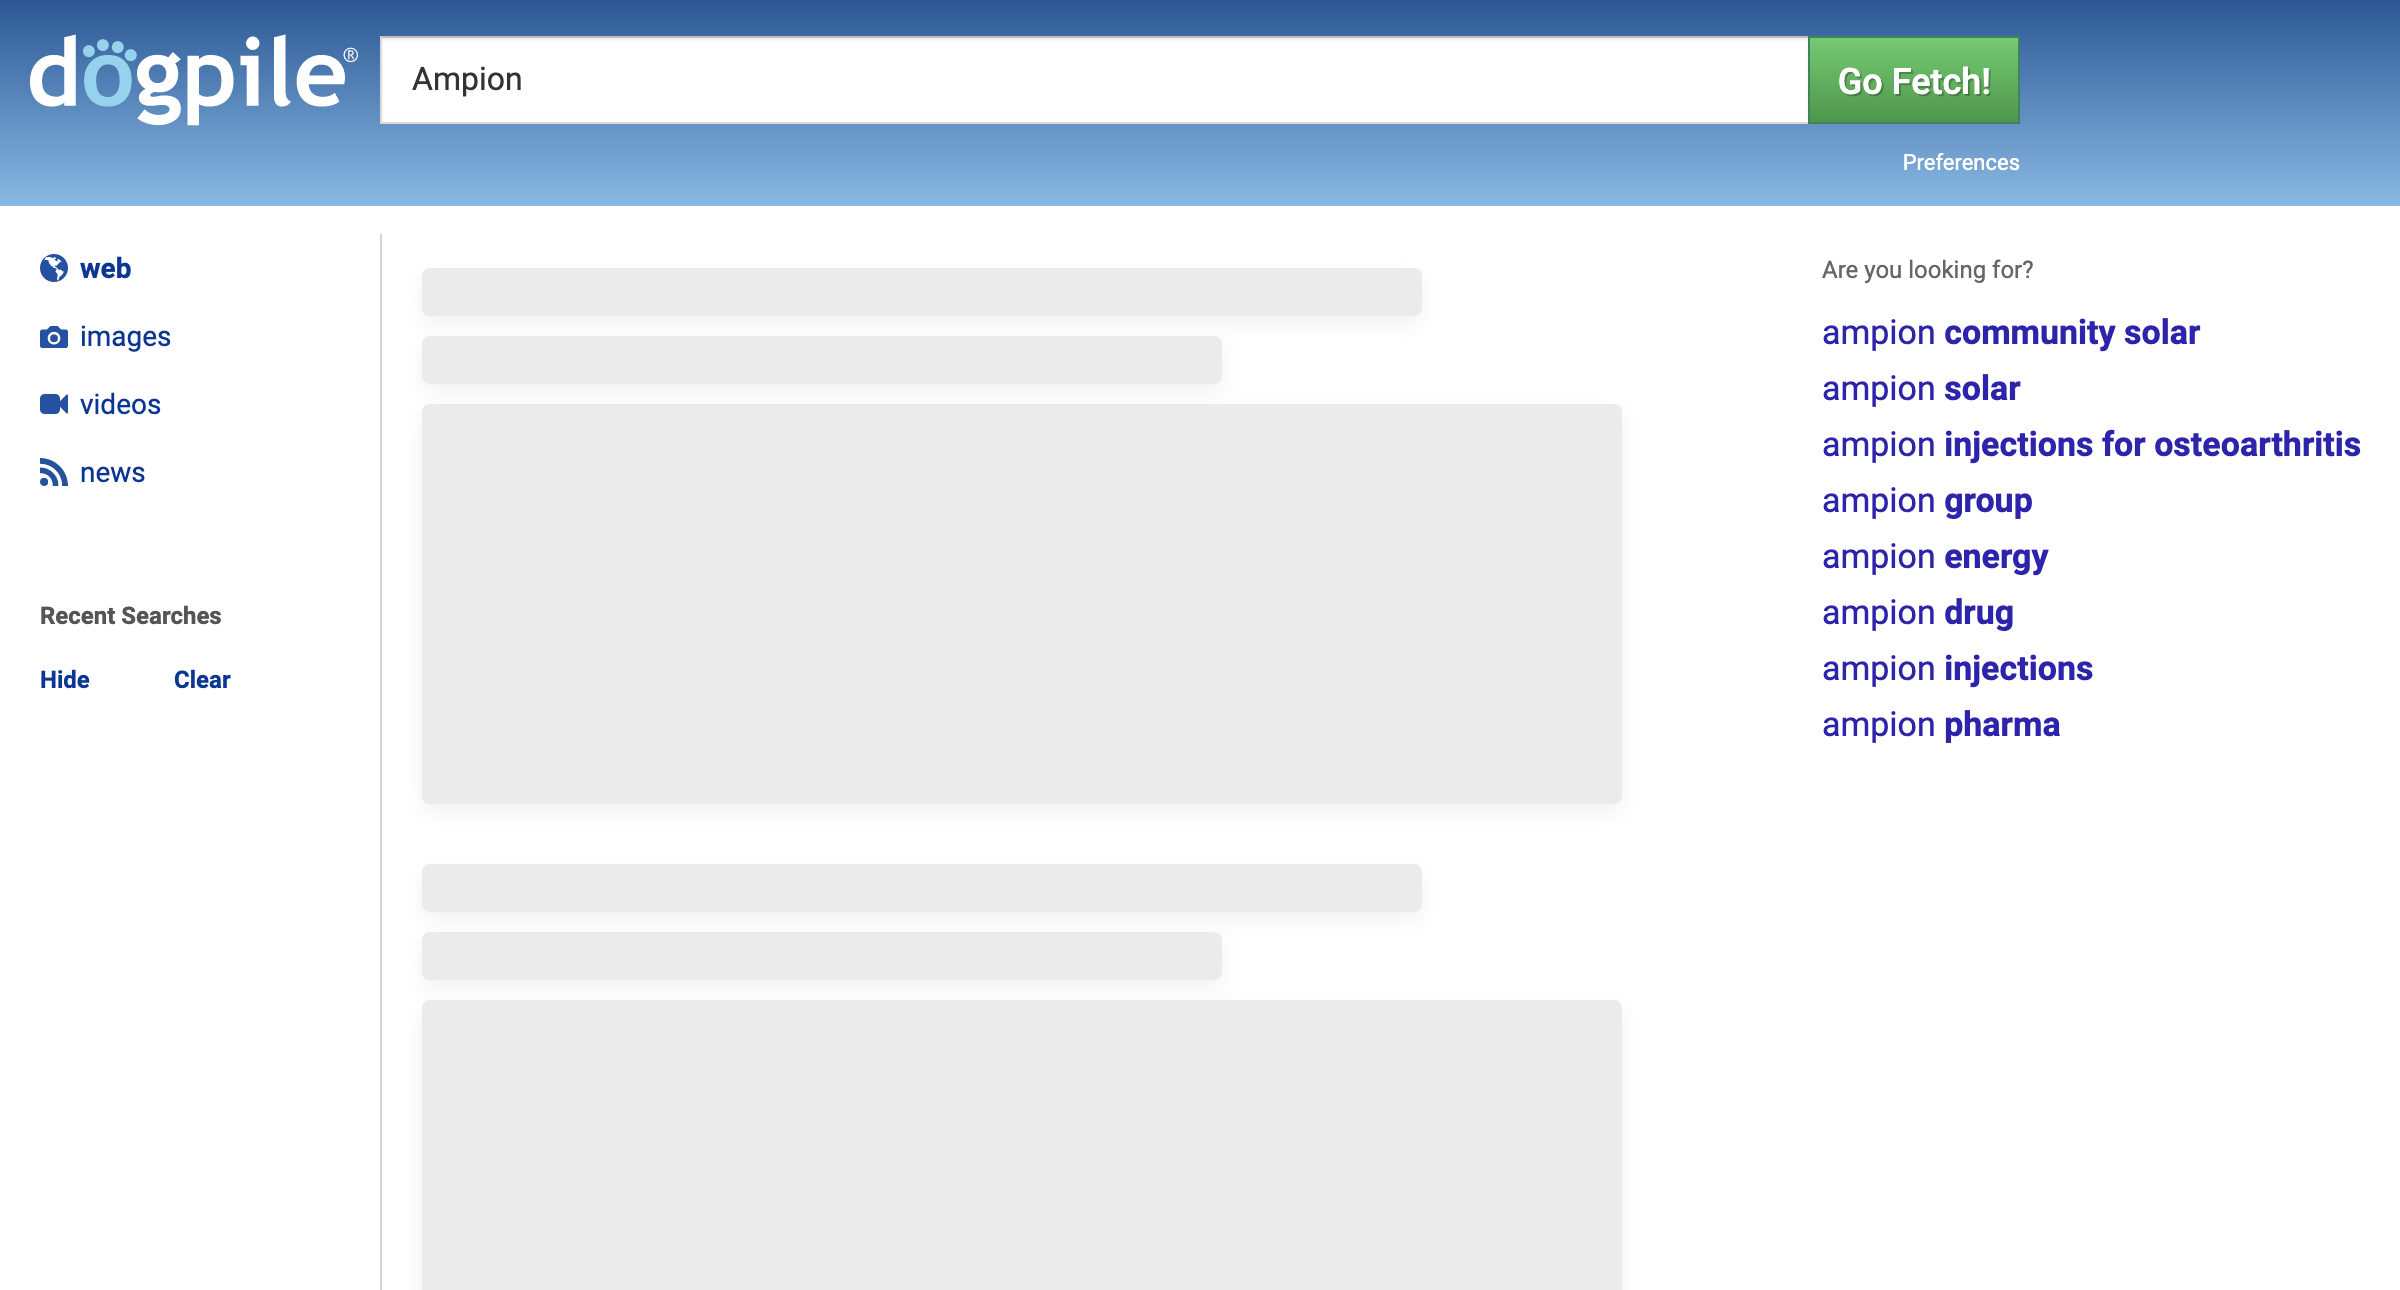 dogpile®
Ampion
Go Fetch!
Preferences
web
images
videos
news
Recent Searches
Hide Clear
Are you looking for?
ampion community solar
ampion solar
ampion injections for osteoarthritis
ampion group
ampion energy
ampion drug
ampion injections
ampion pharma